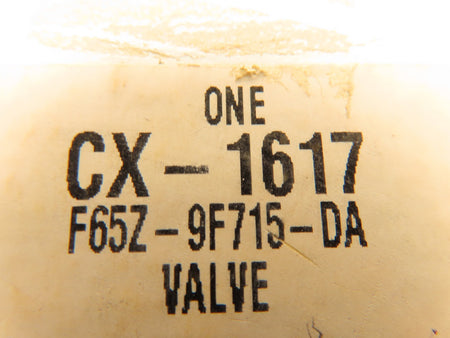 ONE
CX-1617
F65Z-9F715-DA
VALVE